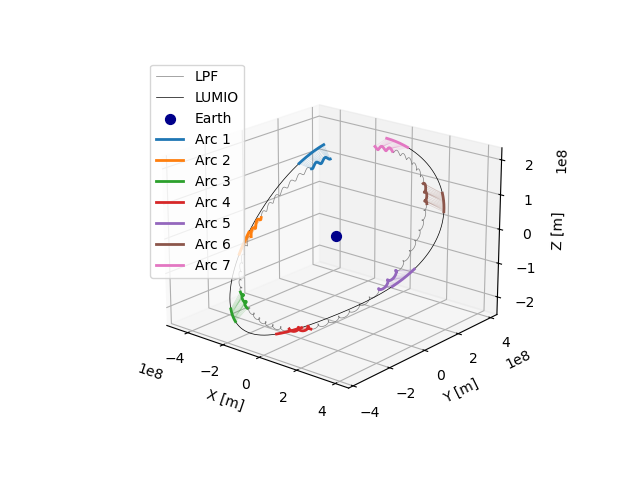 LPF
LUMIO
Earth
Arc 1
Arc 2
Arc 3
Arc 4
Arc 5
Arc 6
Arc 7
1e8
2
1
0
−1
−2
Z [m]
−4
−2
0
2
4
1e8
X [m]
−4
−2
0
2
4
1e8
Y [m]